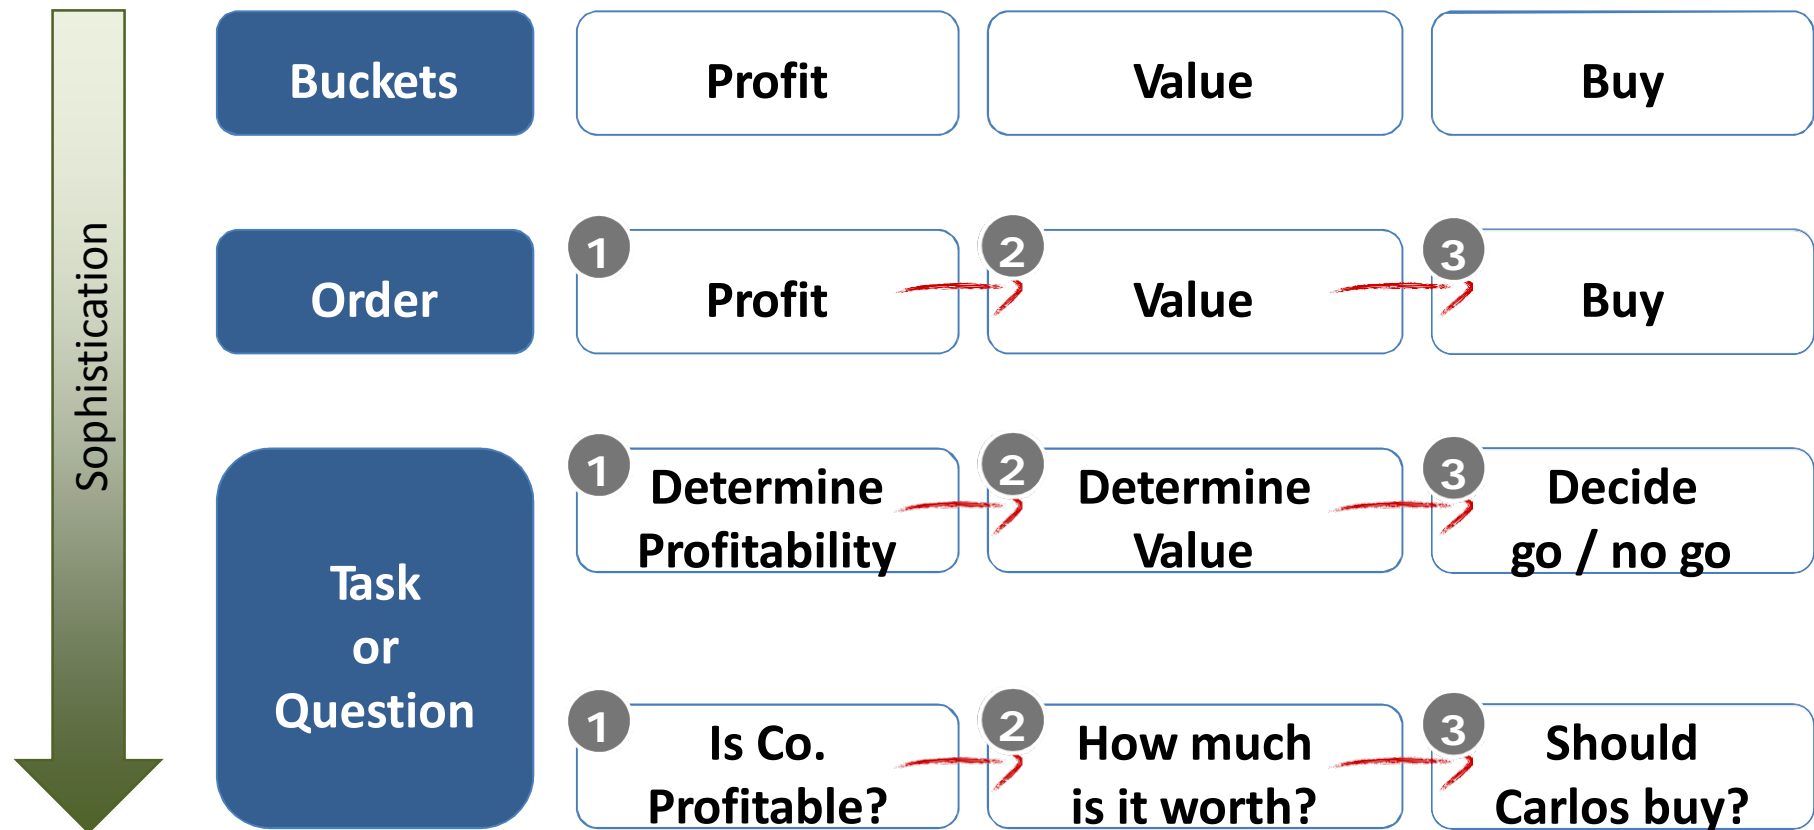 Sophistication
Buckets
Profit
Value
Buy
Order
1
Profit
2
Value
3
Buy
Task
or
Question
1
Determine
Profitability
2
Determine
Value
3
Decide
go / no go
1
Is Co.
Profitable?
2
How much
is it worth?
3
Should
Carlos buy?